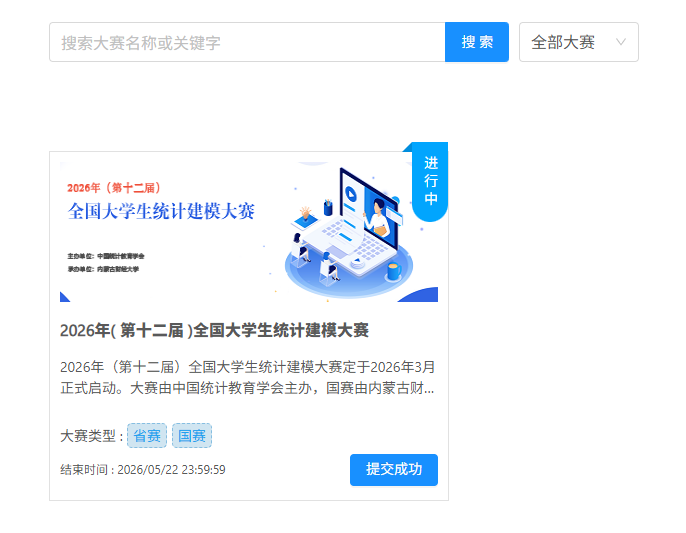 搜索大赛名称或关键字
搜 索
全部大赛
进行中
2026年（第十二届）
全国大学生统计建模大赛
主办单位：中国统计教育学会
承办单位：内蒙古财经大学
2026年( 第十二届 )全国大学生统计建模大赛
2026年（第十二届）全国大学生统计建模大赛定于2026年3月
正式启动。大赛由中国统计教育学会主办，国赛由内蒙古财...
大赛类型 : 省赛 国赛
结束时间 : 2026/05/22 23:59:59
提交成功